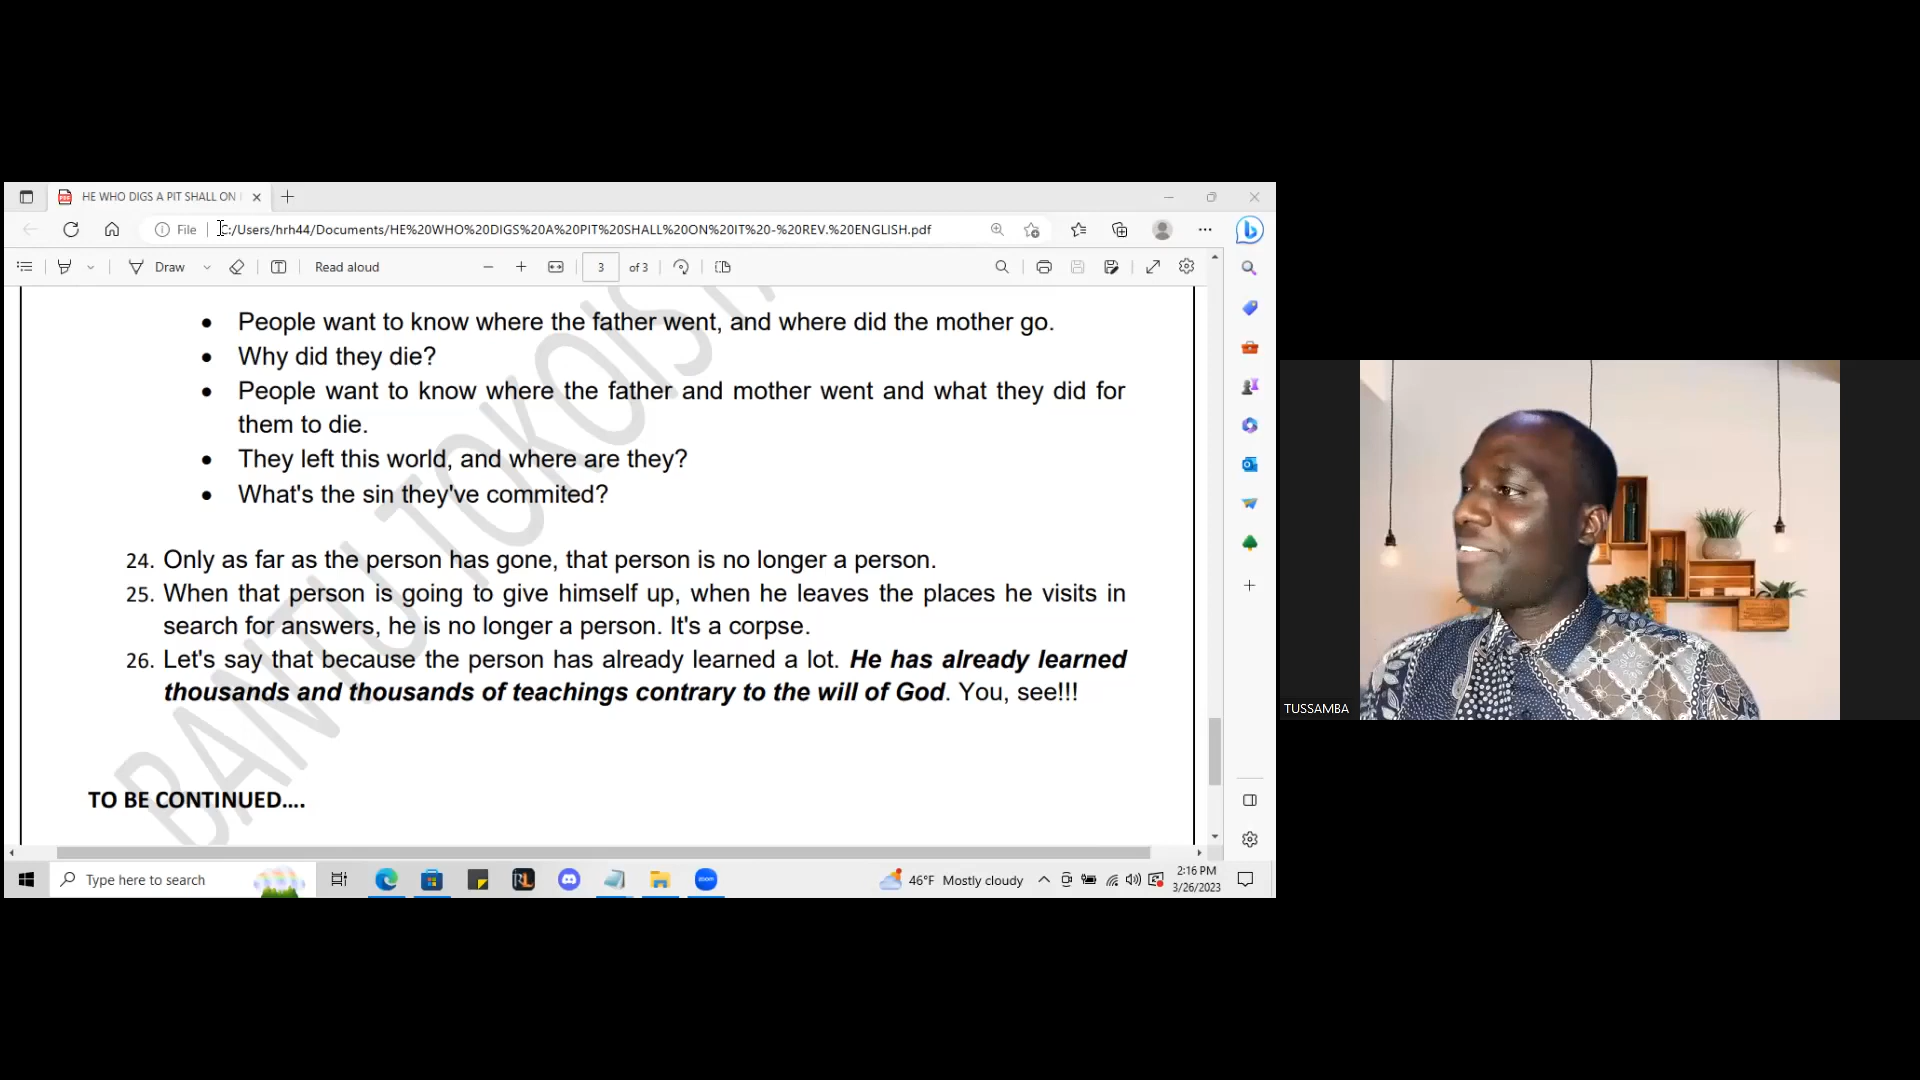 HE WHO DIGS A PIT SHALL ON
File
C:/Users/hrh44/Documents/HE%20WHO%20DIGS%20A%20PIT%20SHALL%20ON%20IT%20-%20REV.%20ENGLISH.pdf
Draw
Read aloud
3
of 3
• People want to know where the father went, and where did the mother go.
• Why did they die?
• People want to know where the father and mother went and what they did for
them to die.
• They left this world, and where are they?
• What's the sin they've commited?
24. Only as far as the person has gone, that person is no longer a person.
25. When that person is going to give himself up, when he leaves the places he visits in
search for answers, he is no longer a person. It's a corpse.
26. Let's say that because the person has already learned a lot. He has already learned
thousands and thousands of teachings contrary to the will of God. You, see!!!
TO BE CONTINUED....
BANTU TOKOIST
TUSSAMBA
Type here to search
46°F Mostly cloudy
2:16 PM
3/26/2023